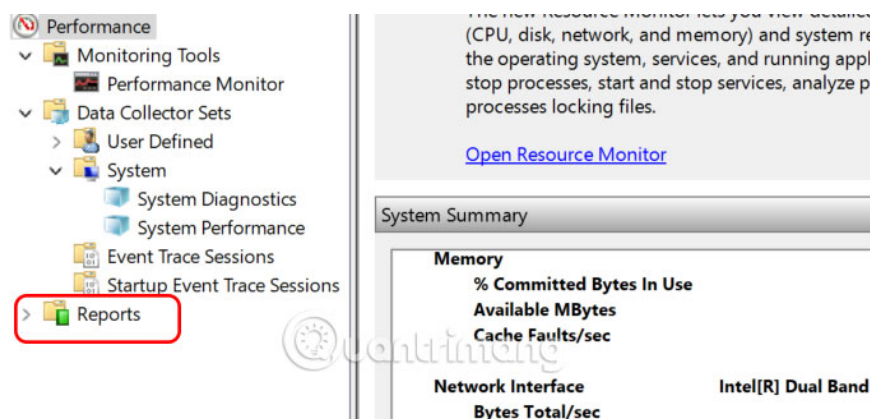 Performance
Monitoring Tools
Performance Monitor
Data Collector Sets
User Defined
System
System Diagnostics
System Performance
Event Trace Sessions
Startup Event Trace Sessions
Reports
(CPU, disk, network, and memory) and system re
the operating system, services, and running appl
stop processes, start and stop services, analyze p
processes locking files.
Open Resource Monitor
System Summary
Memory
% Committed Bytes In Use
Available MBytes
Cache Faults/sec
Network Interface Intel[R] Dual Band
Bytes Total/sec
Quantrimang